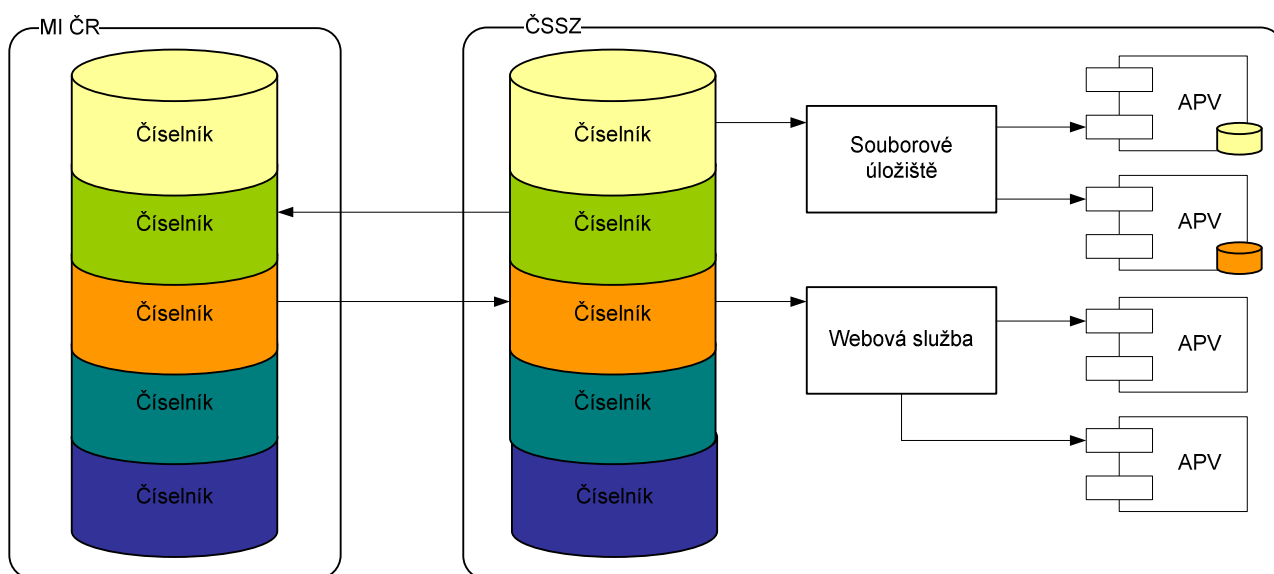 MI ČR
Číselník
Číselník
Číselník
Číselník
Číselník
ČSSZ
Číselník
Číselník
Číselník
Číselník
Číselník
Souborové
úložiště
Webová služba
APV
APV
APV
APV